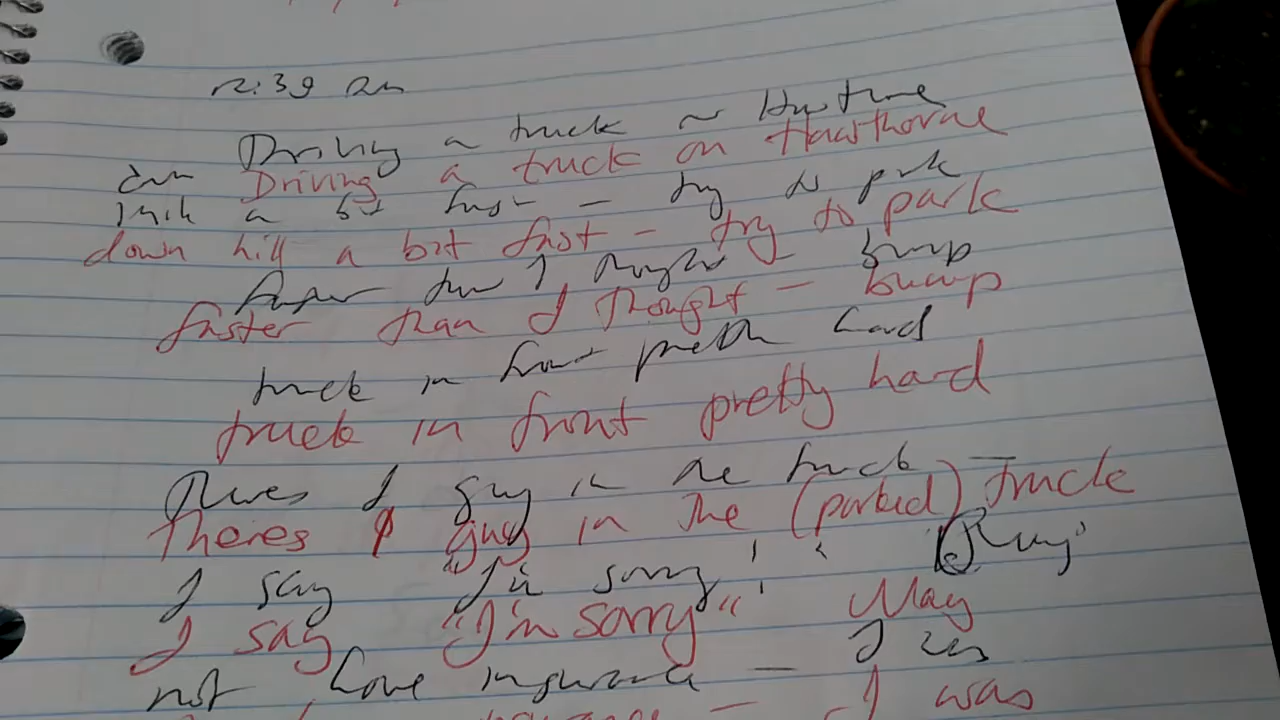 12:39 am
Driving a truck on Hawthorne
Driving a truck on Hawthorne
down
hill a bit fast - try to park
down hill a bit fast - try to park
faster than I thought - bump
faster than I thought - bump
truck in front pretty hard
truck in front pretty hard
Theres a guy in the truck
Theres a guy in the (parked) truck
I say "I'm sorry"
I say "I'm sorry" May
not have insurance - I was
- I was